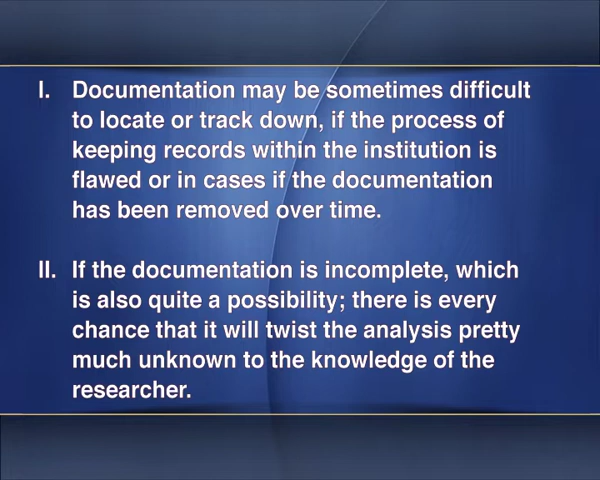 I. Documentation may be sometimes difficult
to locate or track down, if the process of
keeping records within the institution is
flawed or in cases if the documentation
has been removed over time.
II. If the documentation is incomplete, which
is also quite a possibility; there is every
chance that it will twist the analysis pretty
much unknown to the knowledge of the
researcher.